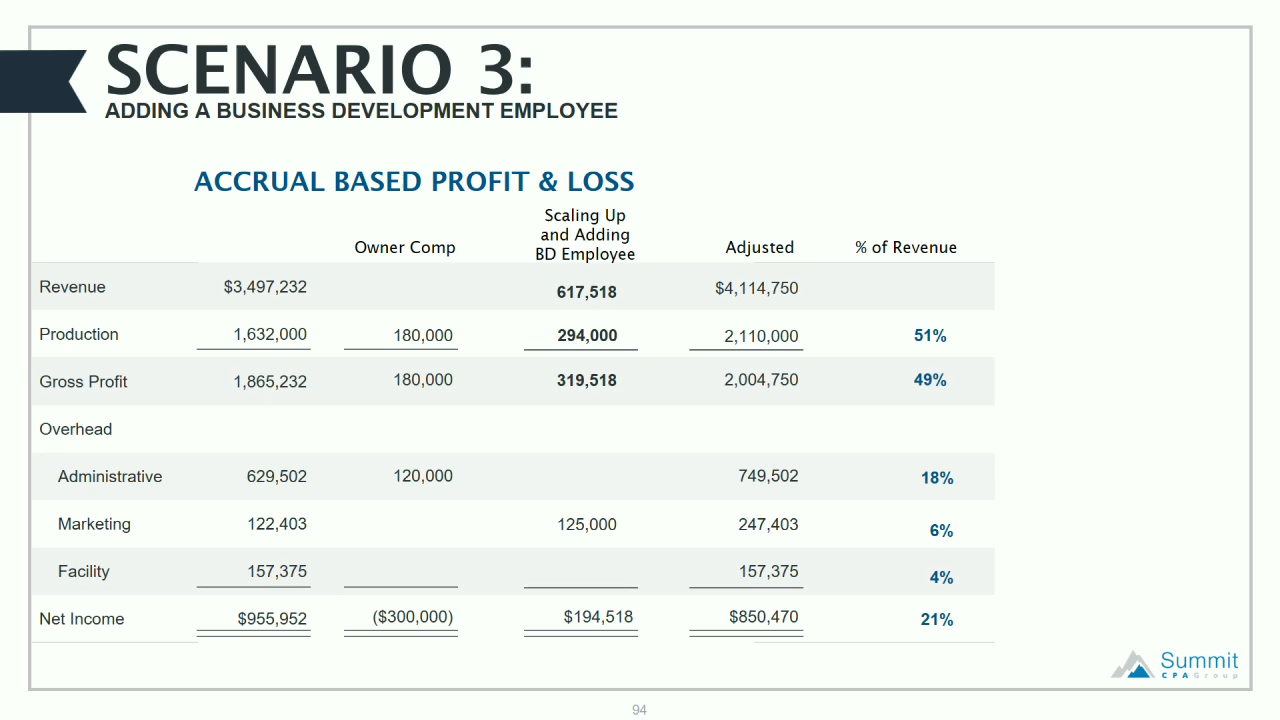 SCENARIO 3:
ADDING A BUSINESS DEVELOPMENT EMPLOYEE
ACCRUAL BASED PROFIT & LOSS
Owner Comp Scaling Up and Adding BD Employee Adjusted % of Revenue
Revenue $3,497,232 617,518 $4,114,750
Production 1,632,000 180,000 294,000 2,110,000 51%
Gross Profit 1,865,232 180,000 319,518 2,004,750 49%
Overhead
Administrative 629,502 120,000 749,502 18%
Marketing 122,403 125,000 247,403 6%
Facility 157,375 157,375 4%
Net Income $955,952 ($300,000) $194,518 $850,470 21%
Summit
CPA Group
94